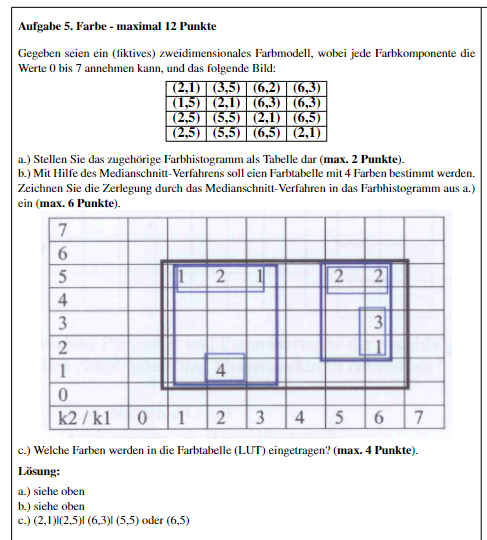 Aufgabe 5. Farbe - maximal 12 Punkte
Gegeben seien ein (fiktives) zweidimensionales Farbmodell, wobei jede Farbkomponente die
Werte 0 bis 7 annehmen kann, und das folgende Bild:
(2,1) (3,5) (6,2) (6,3)
(1,5) (2,1) (6,3) (6,3)
(2,5) (5,5) (2,1) (6,5)
(2,5) (5,5) (6,5) (2,1)
a.) Stellen Sie das zugehörige Farbhistogramm als Tabelle dar (max. 2 Punkte).
b.) Mit Hilfe des Medianschnitt-Verfahrens soll eien Farbtabelle mit 4 Farben bestimmt werden.
Zeichnen Sie die Zerlegung durch das Medianschnitt-Verfahren in das Farbhistogramm aus a.)
ein (max. 6 Punkte).
7
6
5 1 2 1 2 2
4
3 3
2 1
1 4
0
k2 / k1 0 1 2 3 4 5 6 7
c.) Welche Farben werden in die Farbtabelle (LUT) eingetragen? (max. 4 Punkte).
Lösung:
a.) siehe oben
b.) siehe oben
c.) (2,1)|(2,5)| (6,3)| (5,5) oder (6,5)